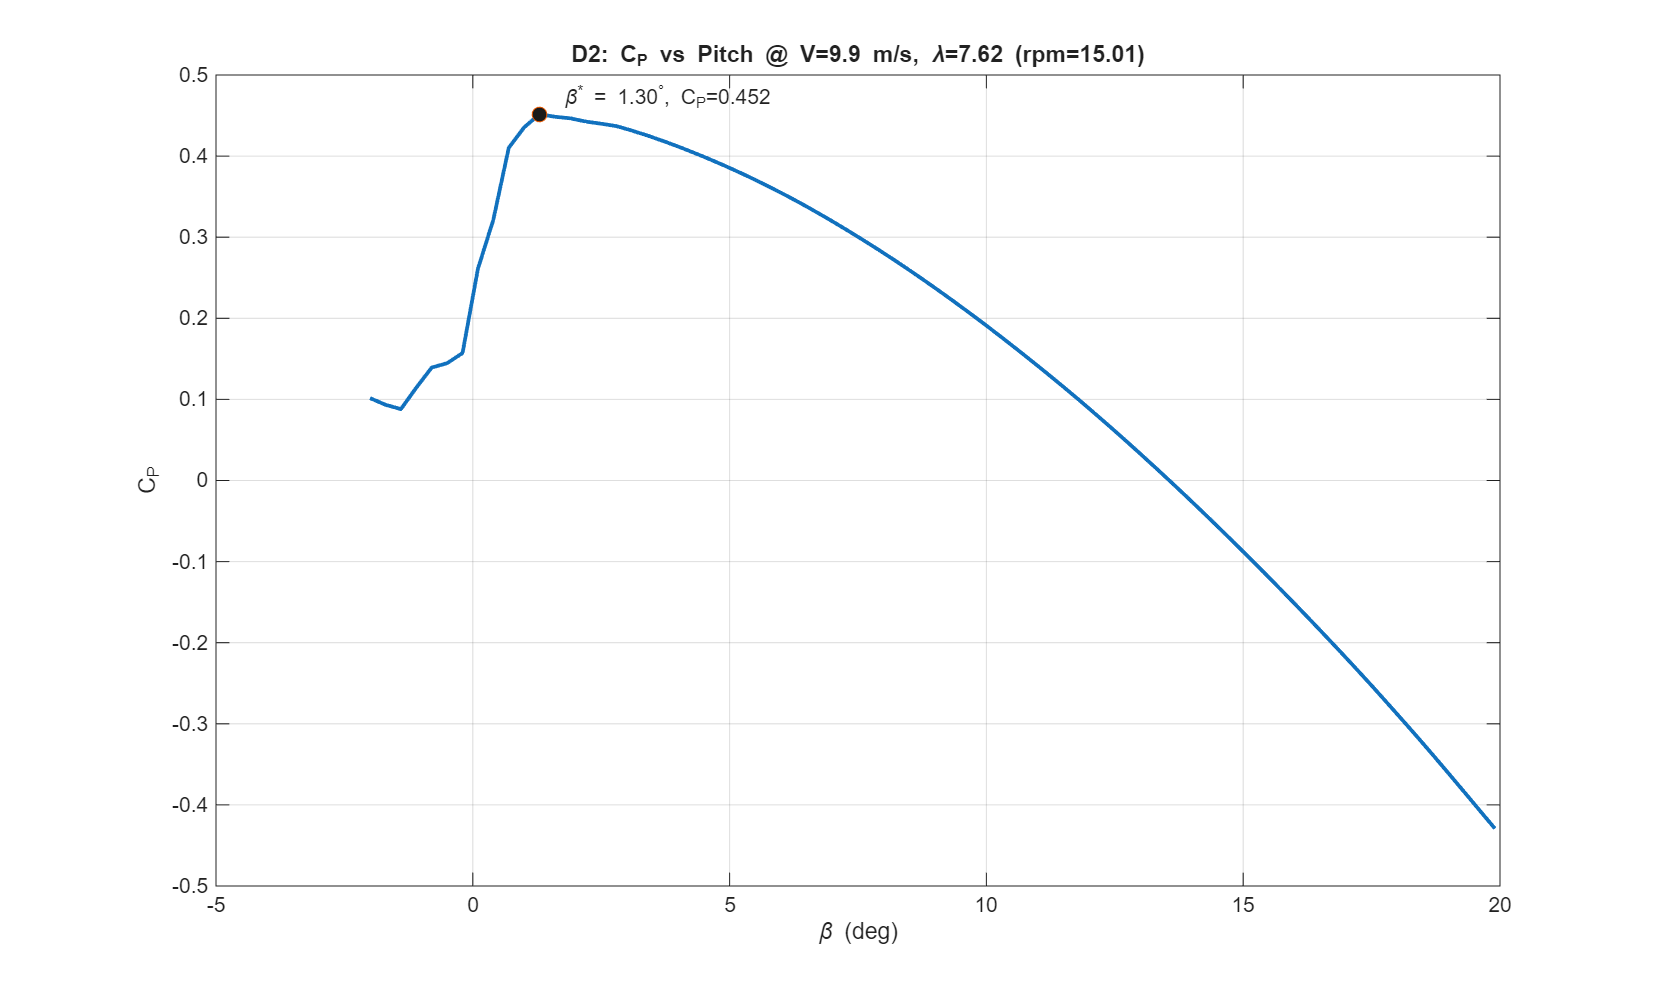 D2: CP vs Pitch @ V=9.9 m/s, λ=7.62 (rpm=15.01)
β* = 1.30°, CP=0.452
0.5
0.4
0.3
0.2
0.1
0
-0.1
-0.2
-0.3
-0.4
-0.5
CP
-5 0 5 10 15 20
β (deg)